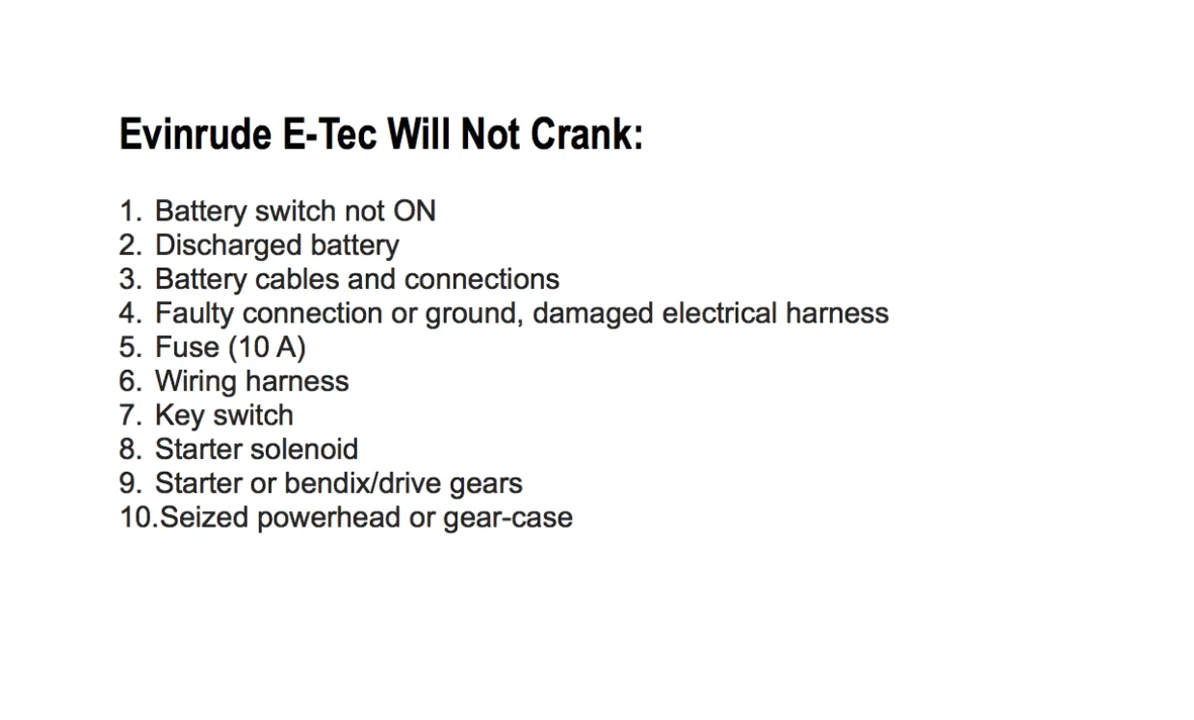 Evinrude E-Tec Will Not Crank:
1. Battery switch not ON
2. Discharged battery
3. Battery cables and connections
4. Faulty connection or ground, damaged electrical harness
5. Fuse (10 A)
6. Wiring harness
7. Key switch
8. Starter solenoid
9. Starter or bendix/drive gears
10.Seized powerhead or gear-case